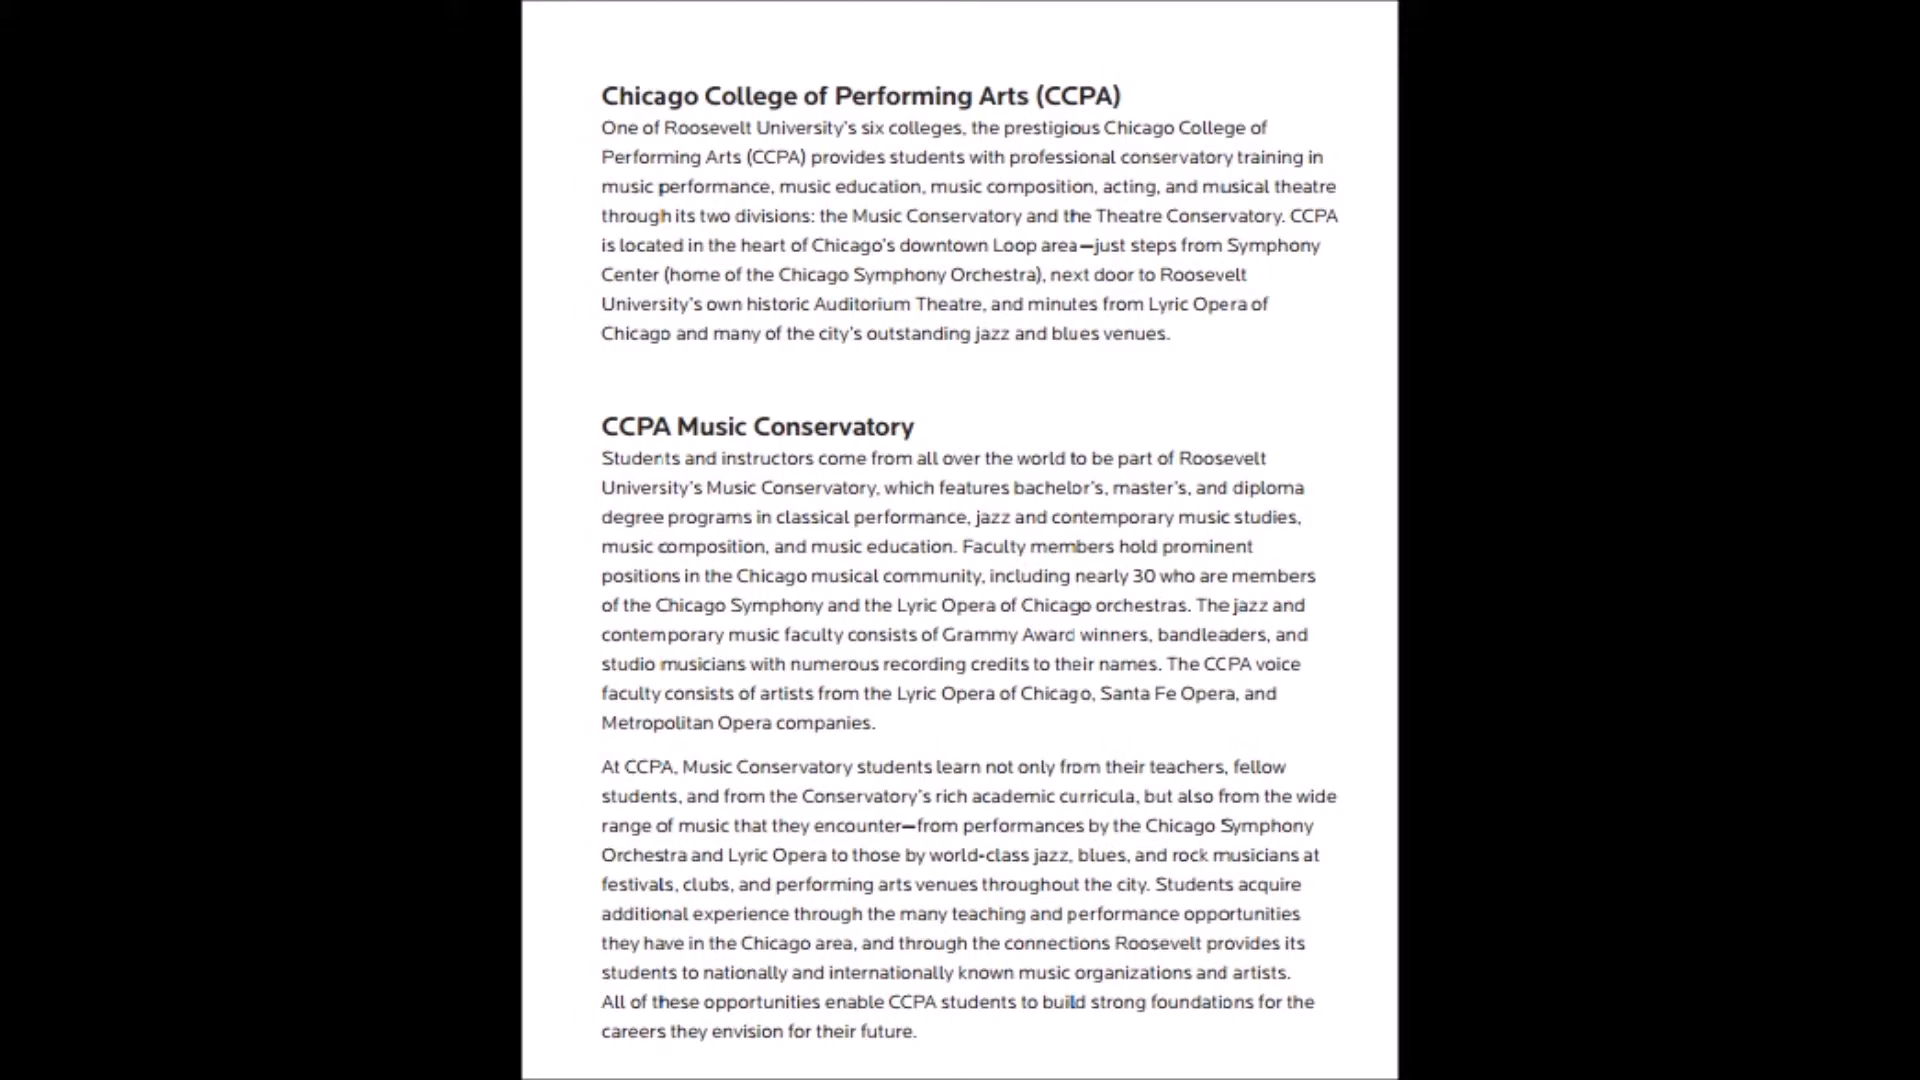 Chicago College of Performing Arts (CCPA)
One of Roosevelt University's six colleges, the prestigious Chicago College of
Performing Arts (CCPA) provides students with professional conservatory training in
music performance, music education, music composition, acting, and musical theatre
through its two divisions: the Music Conservatory and the Theatre Conservatory. CCPA
is located in the heart of Chicago's downtown Loop area—just steps from Symphony
Center (home of the Chicago Symphony Orchestra), next door to Roosevelt
University's own historic Auditorium Theatre, and minutes from Lyric Opera of
Chicago and many of the city's outstanding jazz and blues venues.
CCPA Music Conservatory
Students and instructors come from all over the world to be part of Roosevelt
University's Music Conservatory, which features bachelor's, master's, and diploma
degree programs in classical performance, jazz and contemporary music studies,
music composition, and music education. Faculty members hold prominent
positions in the Chicago musical community, including nearly 30 who are members
of the Chicago Symphony and the Lyric Opera of Chicago orchestras. The jazz and
contemporary music faculty consists of Grammy Award winners, bandleaders, and
studio musicians with numerous recording credits to their names. The CCPA voice
faculty consists of artists from the Lyric Opera of Chicago, Santa Fe Opera, and
Metropolitan Opera companies.
At CCPA, Music Conservatory students learn not only from their teachers, fellow
students, and from the Conservatory's rich academic curricula, but also from the wide
range of music that they encounter—from performances by the Chicago Symphony
Orchestra and Lyric Opera to those by world-class jazz, blues, and rock musicians at
festivals, clubs, and performing arts venues throughout the city. Students acquire
additional experience through the many teaching and performance opportunities
they have in the Chicago area, and through the connections Roosevelt provides its
students to nationally and internationally known music organizations and artists.
All of these opportunities enable CCPA students to build strong foundations for the
careers they envision for their future.